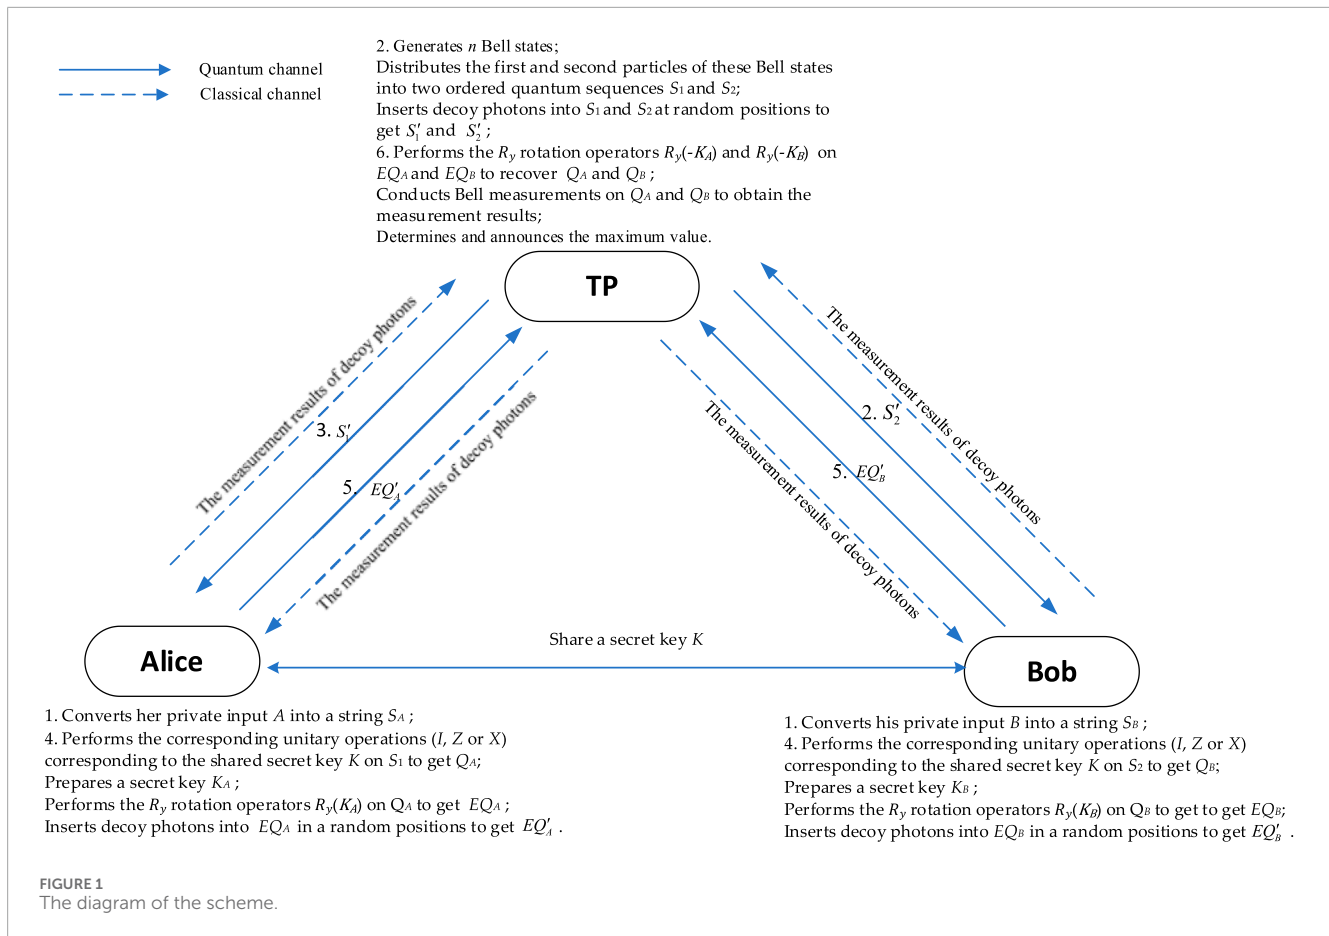 Quantum channel
Classical channel
2. Generates n Bell states;
Distributes the first and second particles of these Bell states
into two ordered quantum sequences S₁ and S₂;
Inserts decoy photons into S₁ and S₂ at random positions to
get S₁′ and S₂′ ;
6. Performs the Ry rotation operators Ry(-KA) and Ry(-KB) on
EQA and EQB to recover QA and QB ;
Conducts Bell measurements on QA and QB to obtain the
measurement results;
Determines and announces the maximum value.
TP
The measurement results of decoy photons
3. S₁′
5. EQA′
The measurement results of decoy photons
The measurement results of decoy photons
2. S₂′
5. EQB′
The measurement results of decoy photons
Share a secret key K
Alice
Bob
1. Converts her private input A into a string SA ;
4. Performs the corresponding unitary operations (I, Z or X)
corresponding to the shared secret key K on S₁ to get QA;
Prepares a secret key KA ;
Performs the Ry rotation operators Ry(KA) on QA to get EQA ;
Inserts decoy photons into EQA in a random positions to get EQA′ .
1. Converts his private input B into a string SB ;
4. Performs the corresponding unitary operations (I, Z or X)
corresponding to the shared secret key K on S₂ to get QB;
Prepares a secret key KB ;
Performs the Ry rotation operators Ry(KB) on QB to get to get EQB;
Inserts decoy photons into EQB in a random positions to get EQB′ .
FIGURE 1
The diagram of the scheme.